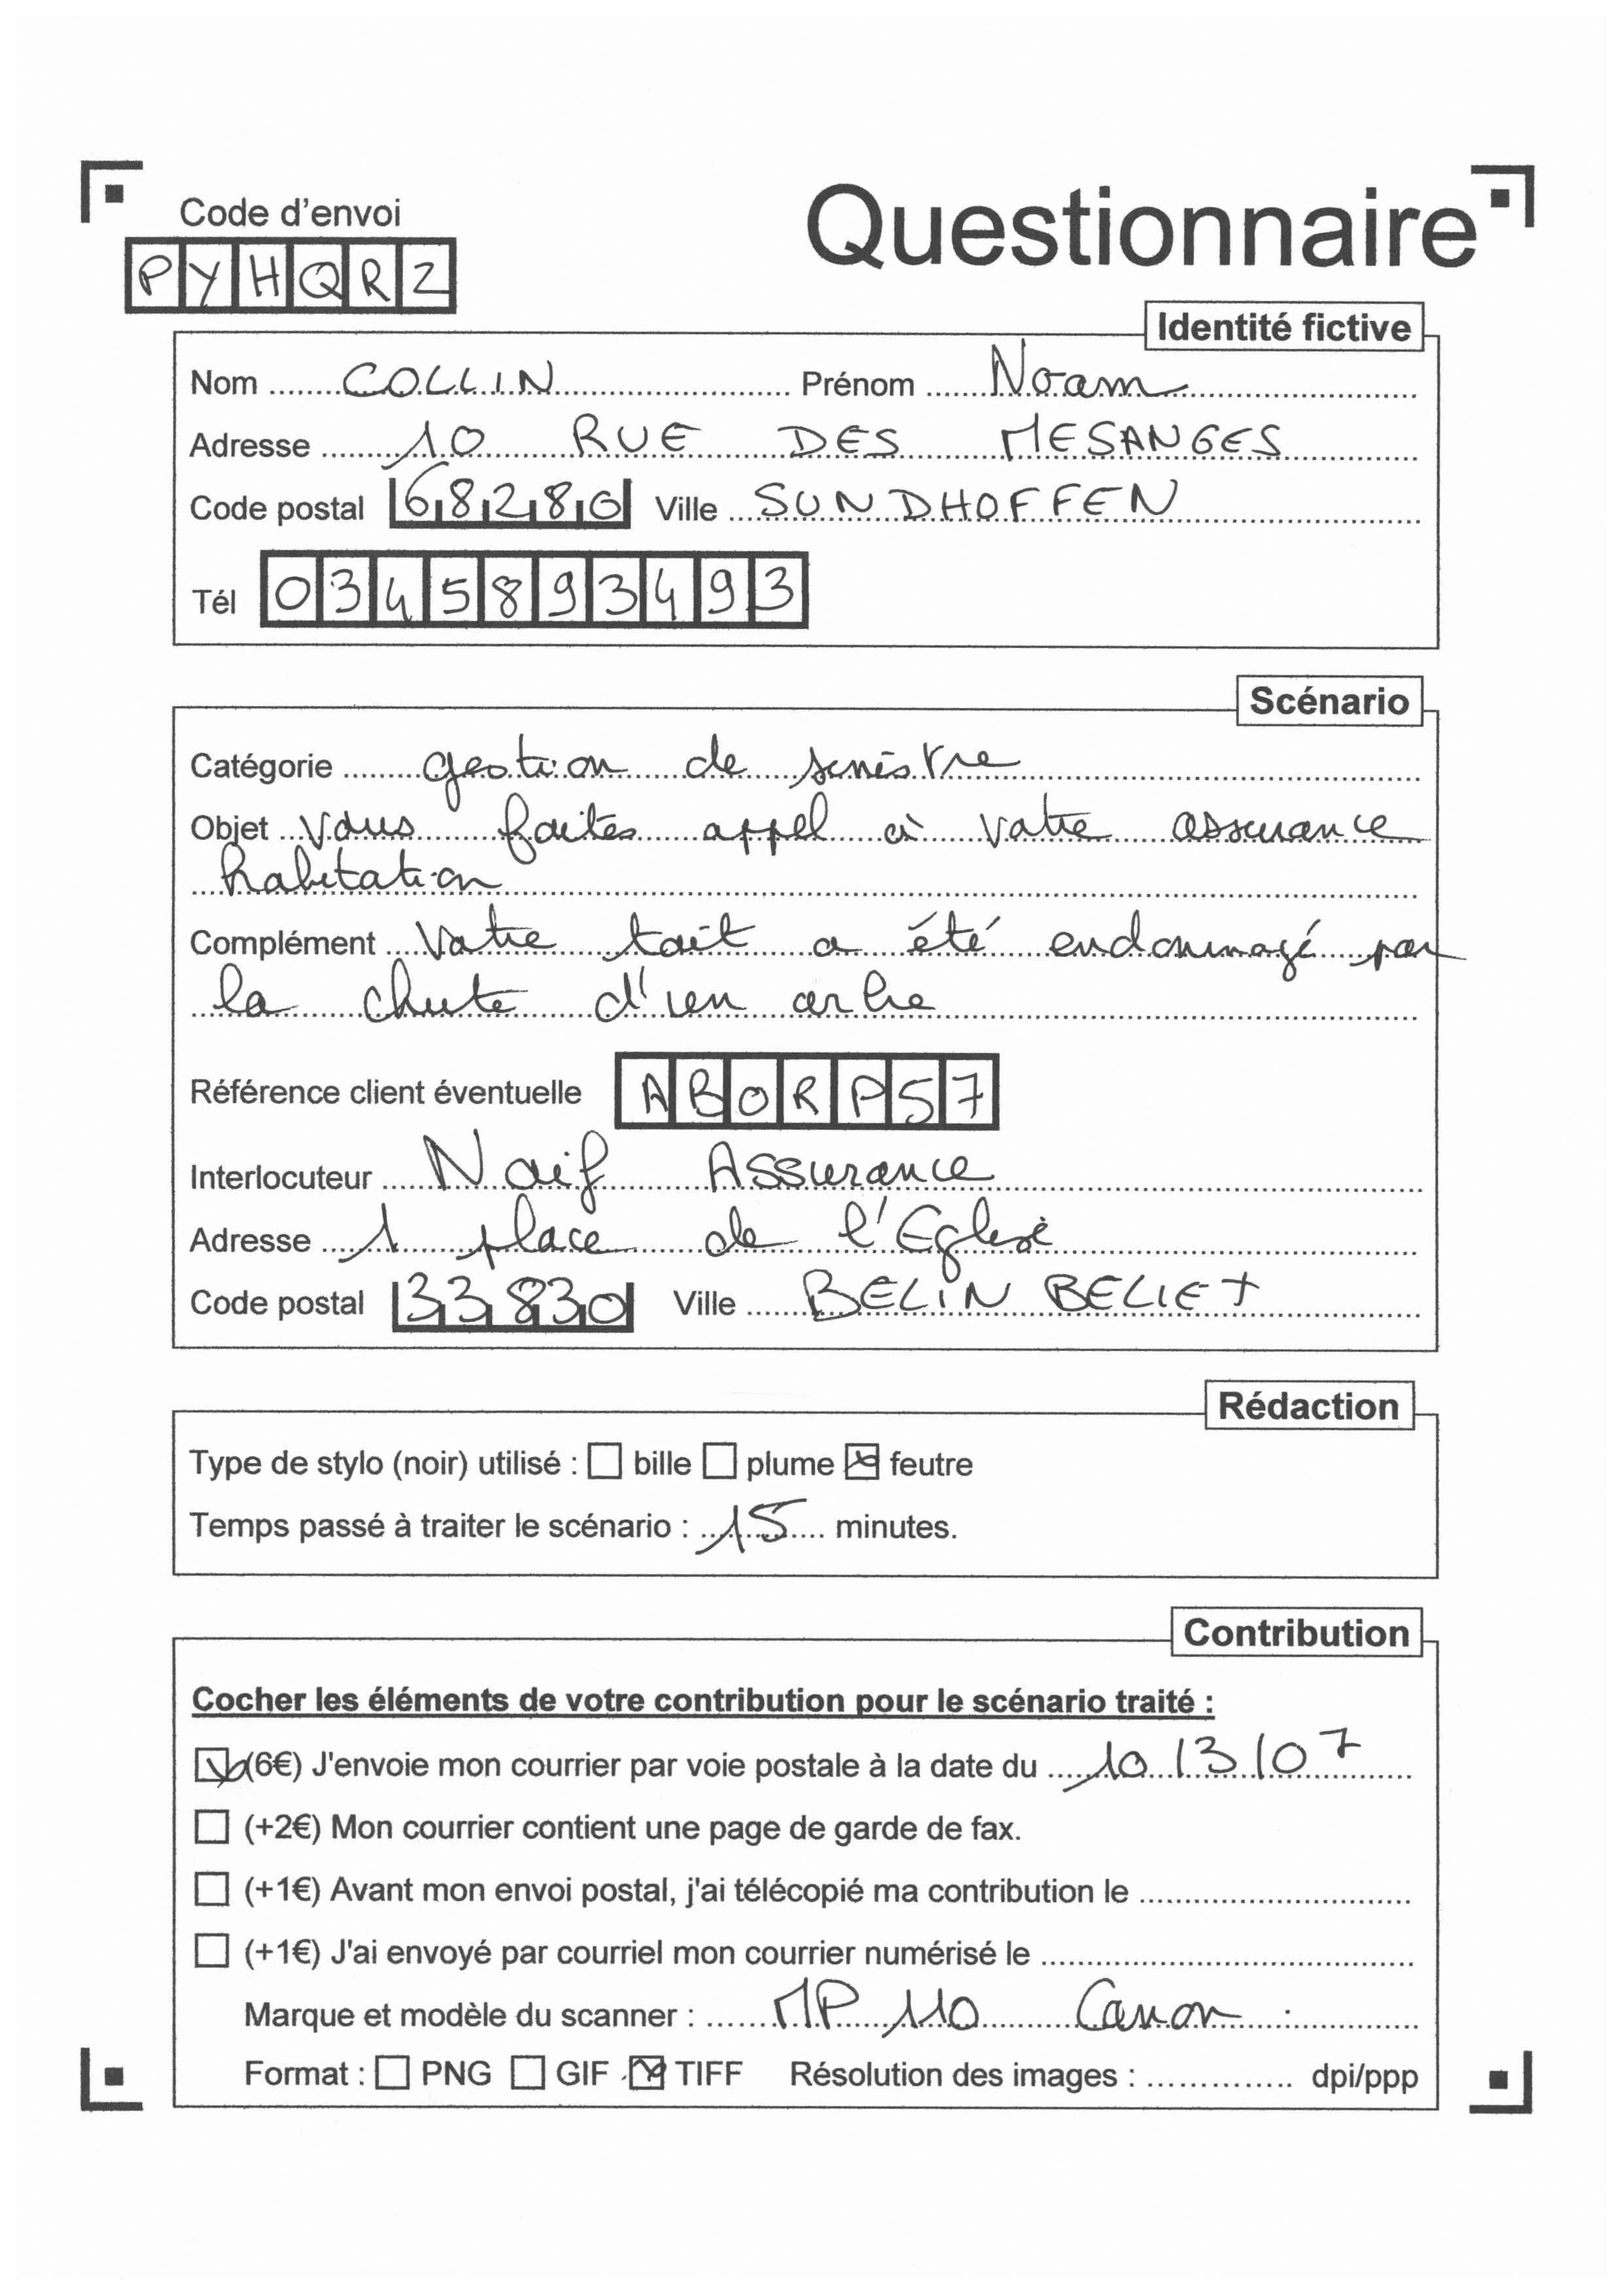 Code d'envoi
Questionnaire
PYHQRZ
Identité fictive
Nom COLLIN Prénom Noam
Adresse 10 RUE DES MESANGES
Code postal 68280 Ville SUNDHOFFEN
Tél 0345893493
Scénario
Catégorie gestion de sinistre
Objet Vous faites appel à votre assurance
habitation
Complément Votre toit a été endommagé par
la chute d'un arbre
Référence client éventuelle ABORP57
Interlocuteur Naif Assurance
Adresse 1 place de l'Eglise
Code postal 33830 Ville BELIN BELIET
Rédaction
Type de stylo (noir) utilisé : ☐ bille ☐ plume ☒ feutre
Temps passé à traiter le scénario : 15 minutes.
Contribution
Cocher les éléments de votre contribution pour le scénario traité :
☒ (6€) J'envoie mon courrier par voie postale à la date du 10/3/07
☐ (+2€) Mon courrier contient une page de garde de fax.
☐ (+1€) Avant mon envoi postal, j'ai télécopié ma contribution le
☐ (+1€) J'ai envoyé par courriel mon courrier numérisé le
Marque et modèle du scanner : MP 110 Canon
Format : ☐ PNG ☐ GIF ☒ TIFF Résolution des images : dpi/ppp